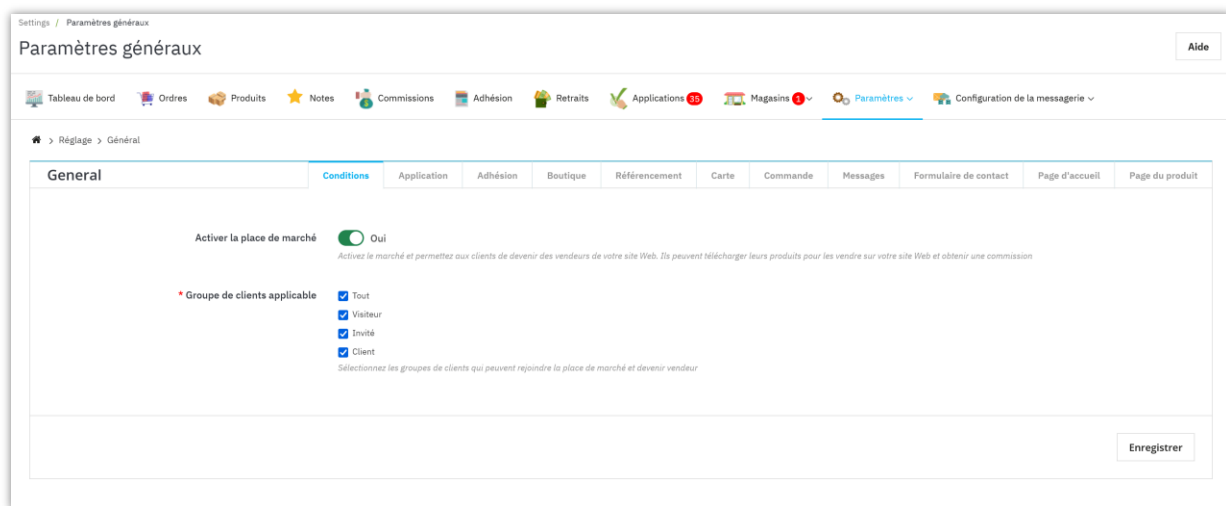 Settings / Paramètres généraux
Paramètres généraux
Aide
Tableau de bord Ordres Produits Notes Commissions Adhésion Retraits Applications 35 Magasins 1 Paramètres Configuration de la messagerie
> Réglage > Général
General Conditions Application Adhésion Boutique Référencement Carte Commande Messages Formulaire de contact Page d'accueil Page du produit
Activer la place de marché Oui
Activez le marché et permettez aux clients de devenir des vendeurs de votre site Web. Ils peuvent télécharger leurs produits pour les vendre sur votre site Web et obtenir une commission
* Groupe de clients applicable Tout
Visiteur
Invité
Client
Sélectionnez les groupes de clients qui peuvent rejoindre la place de marché et devenir vendeur
Enregistrer